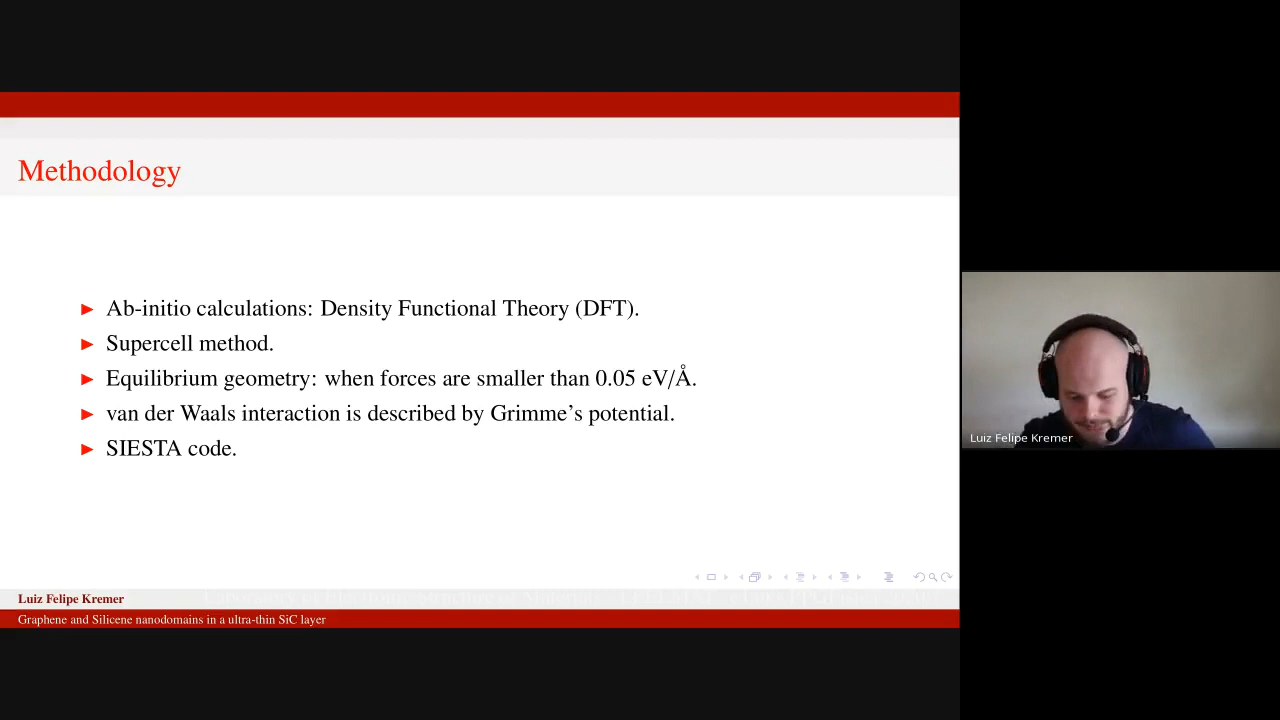 Methodology
Ab-initio calculations: Density Functional Theory (DFT).
Supercell method.
Equilibrium geometry: when forces are smaller than 0.05 eV/Å.
van der Waals interaction is described by Grimme's potential.
SIESTA code.
Luiz Felipe Kremer
Graphene and Silicene nanodomains in a ultra-thin SiC layer
Luiz Felipe Kremer